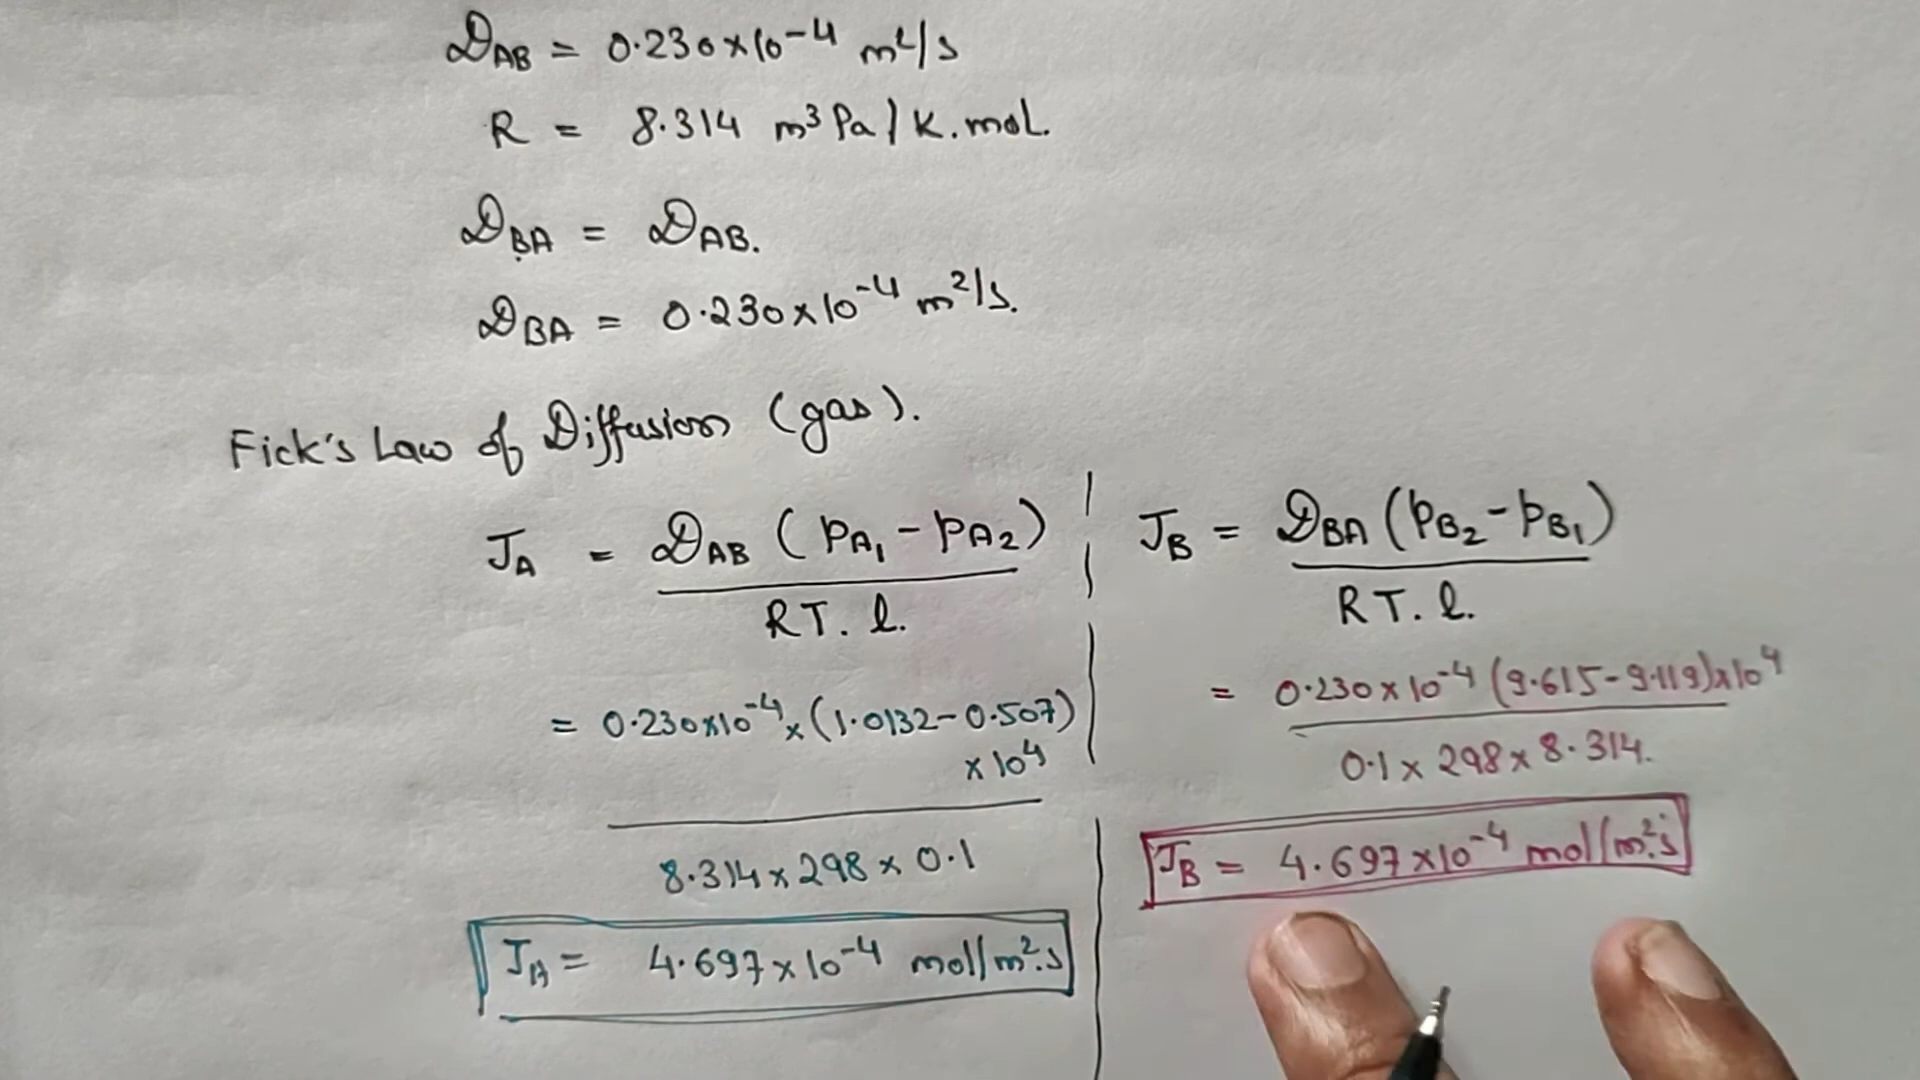 𝒟AB = 0.230×10⁻⁴ m²/s
R = 8.314 m³Pa/K.mol.
𝒟BA = 𝒟AB.
𝒟BA = 0.230×10⁻⁴ m²/s.
Fick's Law of Diffusion (gas).
JA = 𝒟AB (pA₁ - pA₂)
RT. l.
= 0.230×10⁻⁴ × (1.0132-0.507)
× 10⁴
8.314 × 298 × 0.1
JA = 4.697×10⁻⁴ mol/m².s
JB = 𝒟BA (pB₂ - pB₁)
RT. l.
= 0.230×10⁻⁴ (9.615-9.119)×10⁴
0.1 × 298 × 8.314.
JB = 4.697×10⁻⁴ mol/m².s